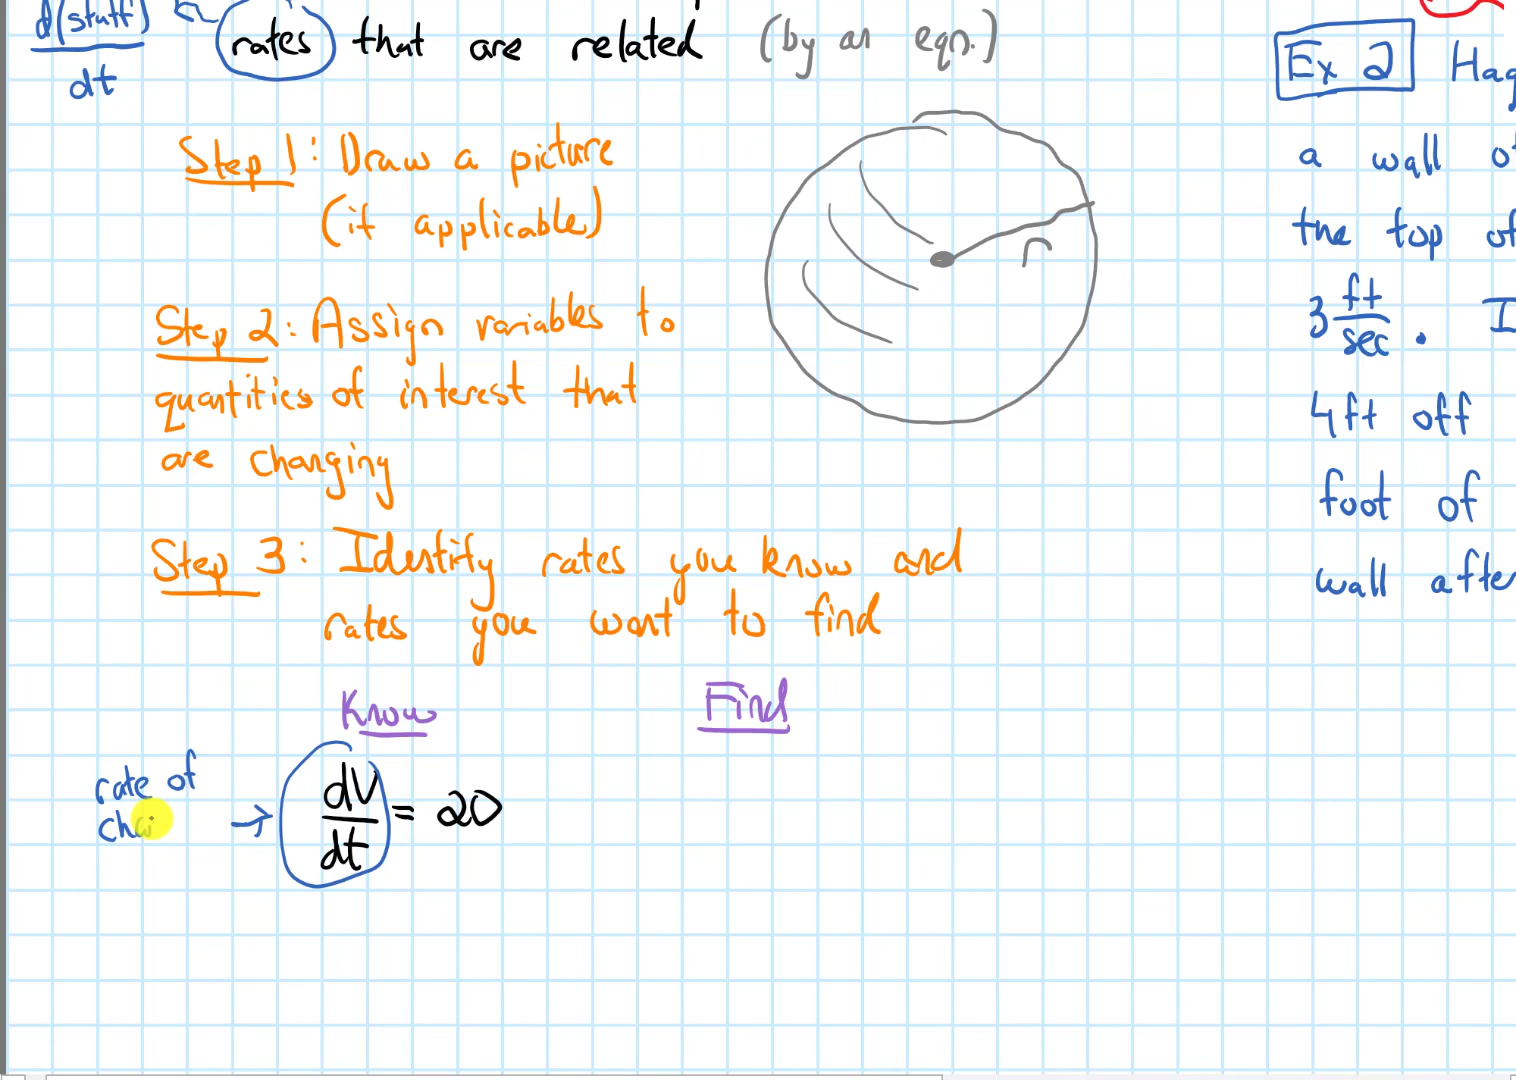 d(stuff)
dt
rates that are related (by an eqn.)
Step 1: Draw a picture
(if applicable)
r
Step 2: Assign variables to
quantities of interest that
are changing
Step 3: Identify rates you know and
rates you want to find
Know Find
rate of
cha
→ dV
dt
= 20
Ex 2
a wall
the top of
3 ft
sec .
4ft off
foot of
wall after